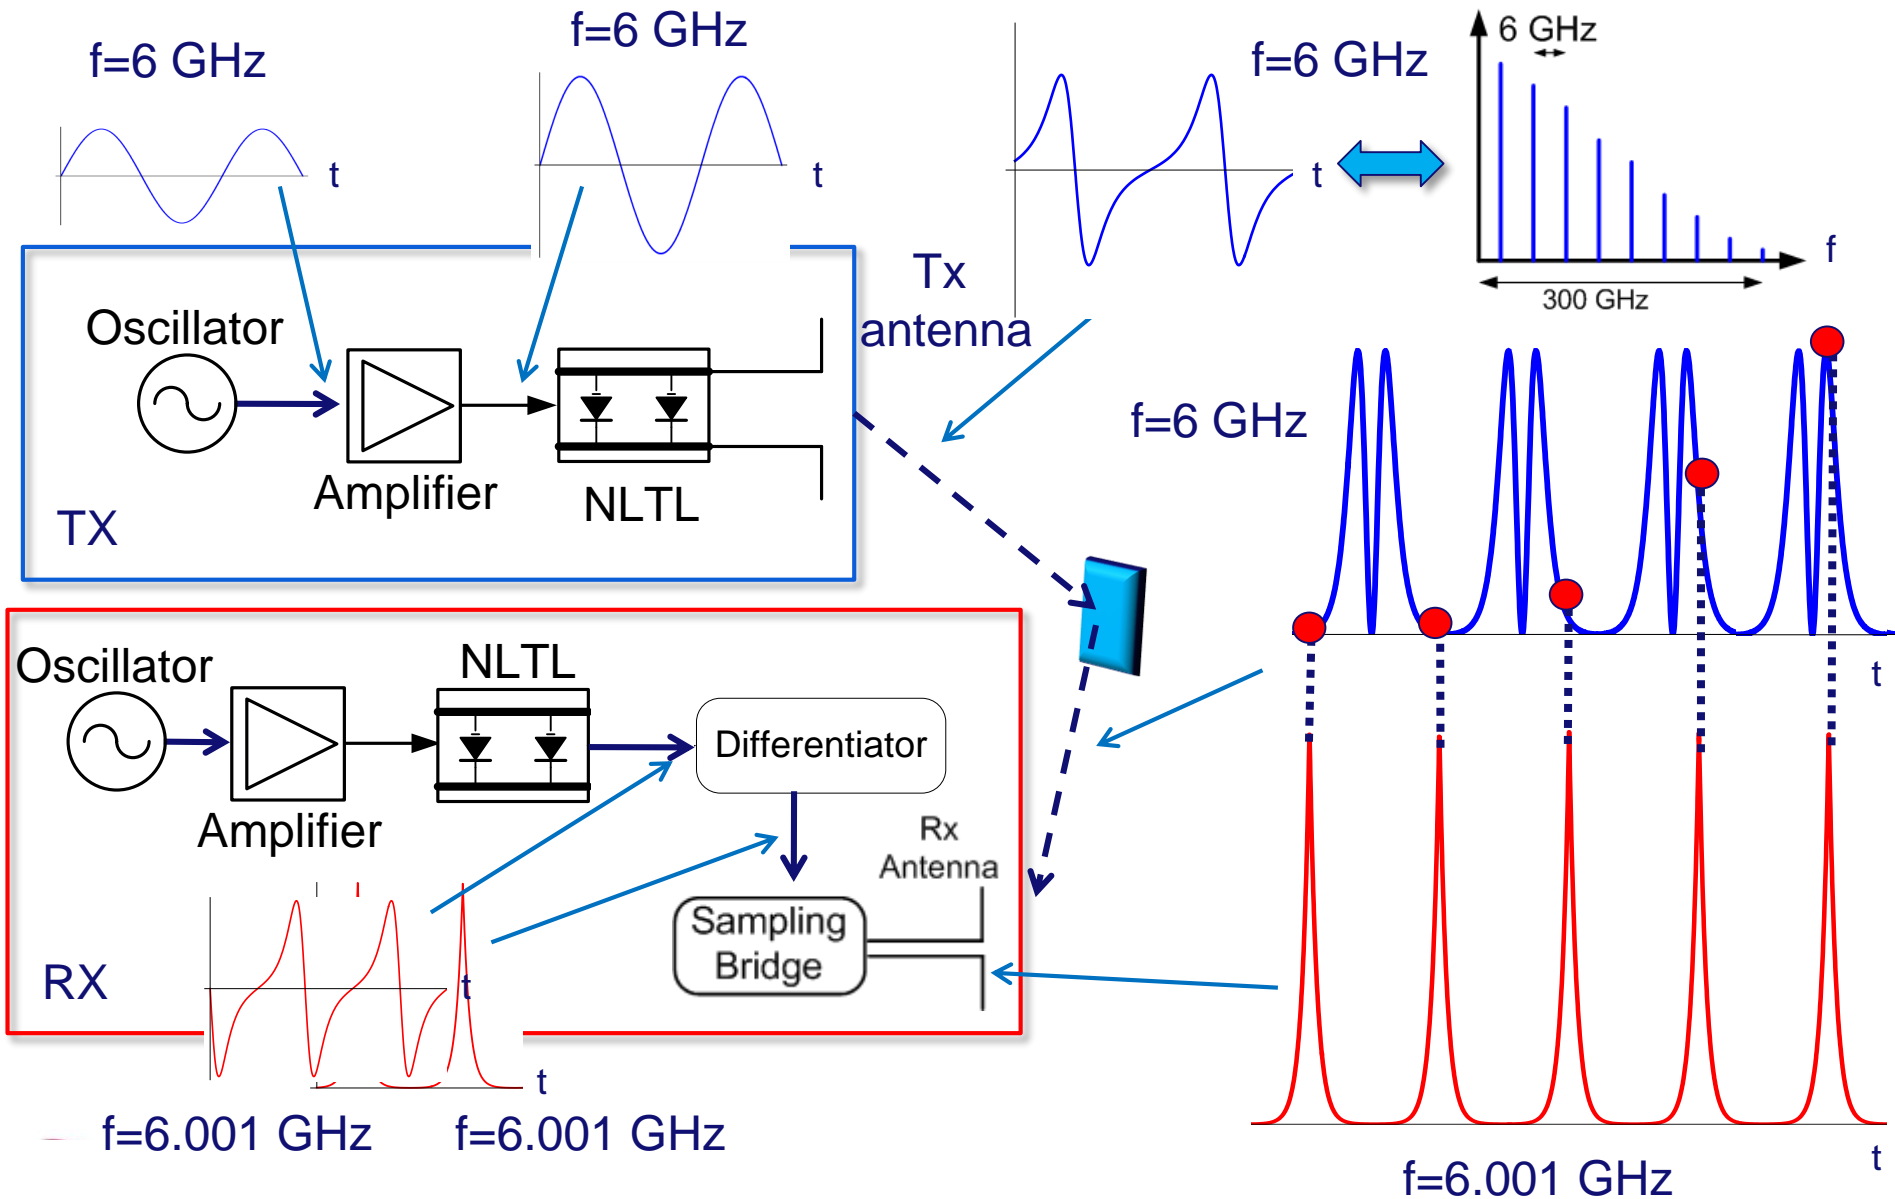 f=6 GHz
f=6 GHz
f=6 GHz
6 GHz
t
t
t
f
300 GHz
Tx
antenna
Oscillator
Amplifier
NLTL
TX
f=6 GHz
t
Oscillator
NLTL
Amplifier
Differentiator
Rx
Antenna
Sampling
Bridge
RX
t
t
f=6.001 GHz
f=6.001 GHz
t
f=6.001 GHz